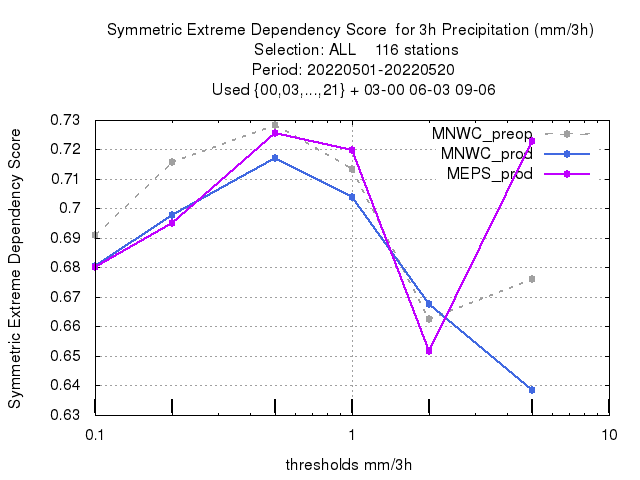 Symmetric Extreme Dependency Score for 3h Precipitation (mm/3h)
Selection: ALL 116 stations
Period: 20220501-20220520
Used {00,03,...,21} + 03-00 06-03 09-06
Symmetric Extreme Dependency Score
0.73
0.72
0.71
0.7
0.69
0.68
0.67
0.66
0.65
0.64
0.63
MNWC_preop
MNWC_prod
MEPS_prod
0.1
1
10
thresholds mm/3h